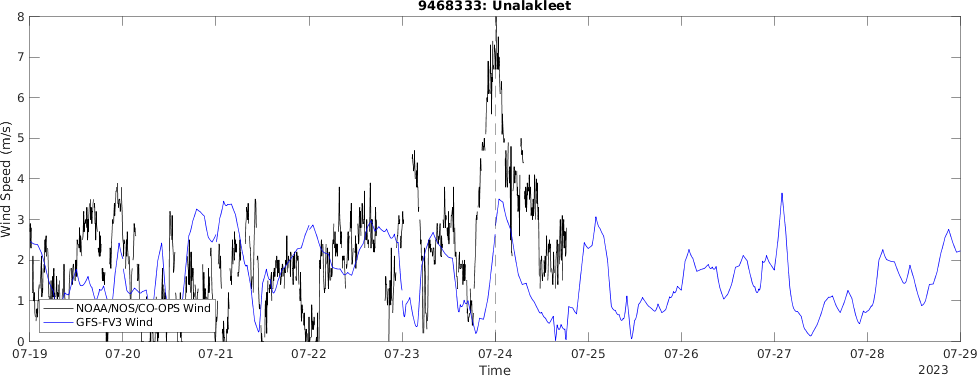 9468333: Unalakleet
Wind Speed (m/s)
8
7
6
5
4
3
2
1
0
NOAA/NOS/CO-OPS Wind
GFS-FV3 Wind
07-19 07-20 07-21 07-22 07-23 07-24 07-25 07-26 07-27 07-28 07-29
Time
2023